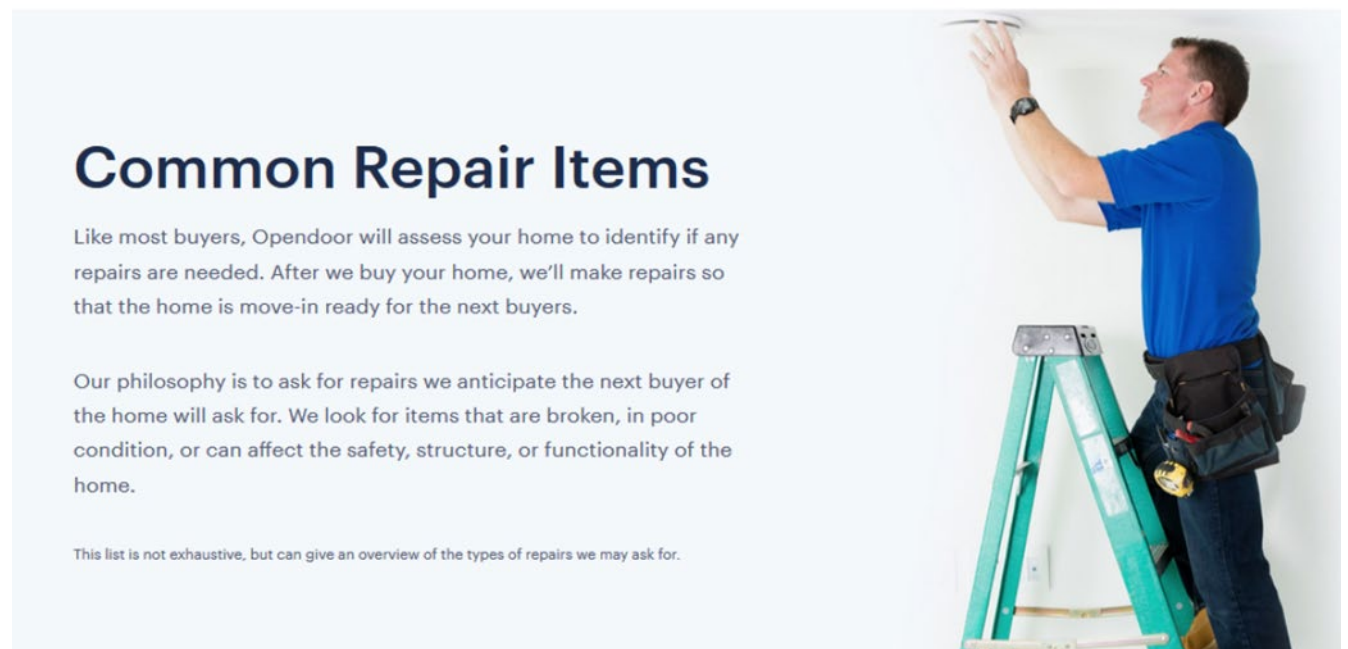 Common Repair Items
Like most buyers, Opendoor will assess your home to identify if any
repairs are needed. After we buy your home, we’ll make repairs so
that the home is move-in ready for the next buyers.
Our philosophy is to ask for repairs we anticipate the next buyer of
the home will ask for. We look for items that are broken, in poor
condition, or can affect the safety, structure, or functionality of the
home.
This list is not exhaustive, but can give an overview of the types of repairs we may ask for.